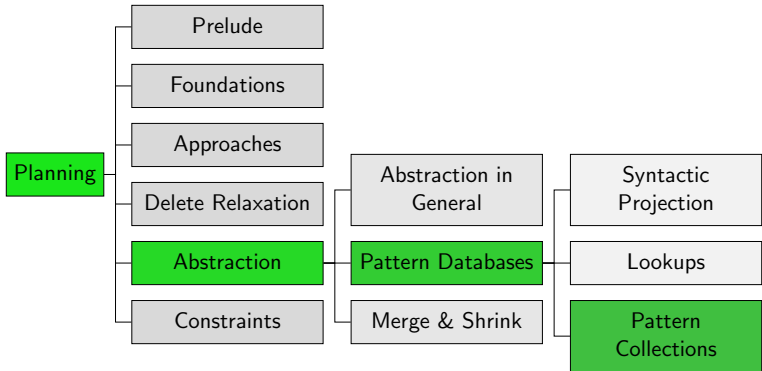 Planning
Prelude
Foundations
Approaches
Delete Relaxation
Abstraction
Constraints
Abstraction in
General
Pattern Databases
Merge & Shrink
Syntactic
Projection
Lookups
Pattern
Collections